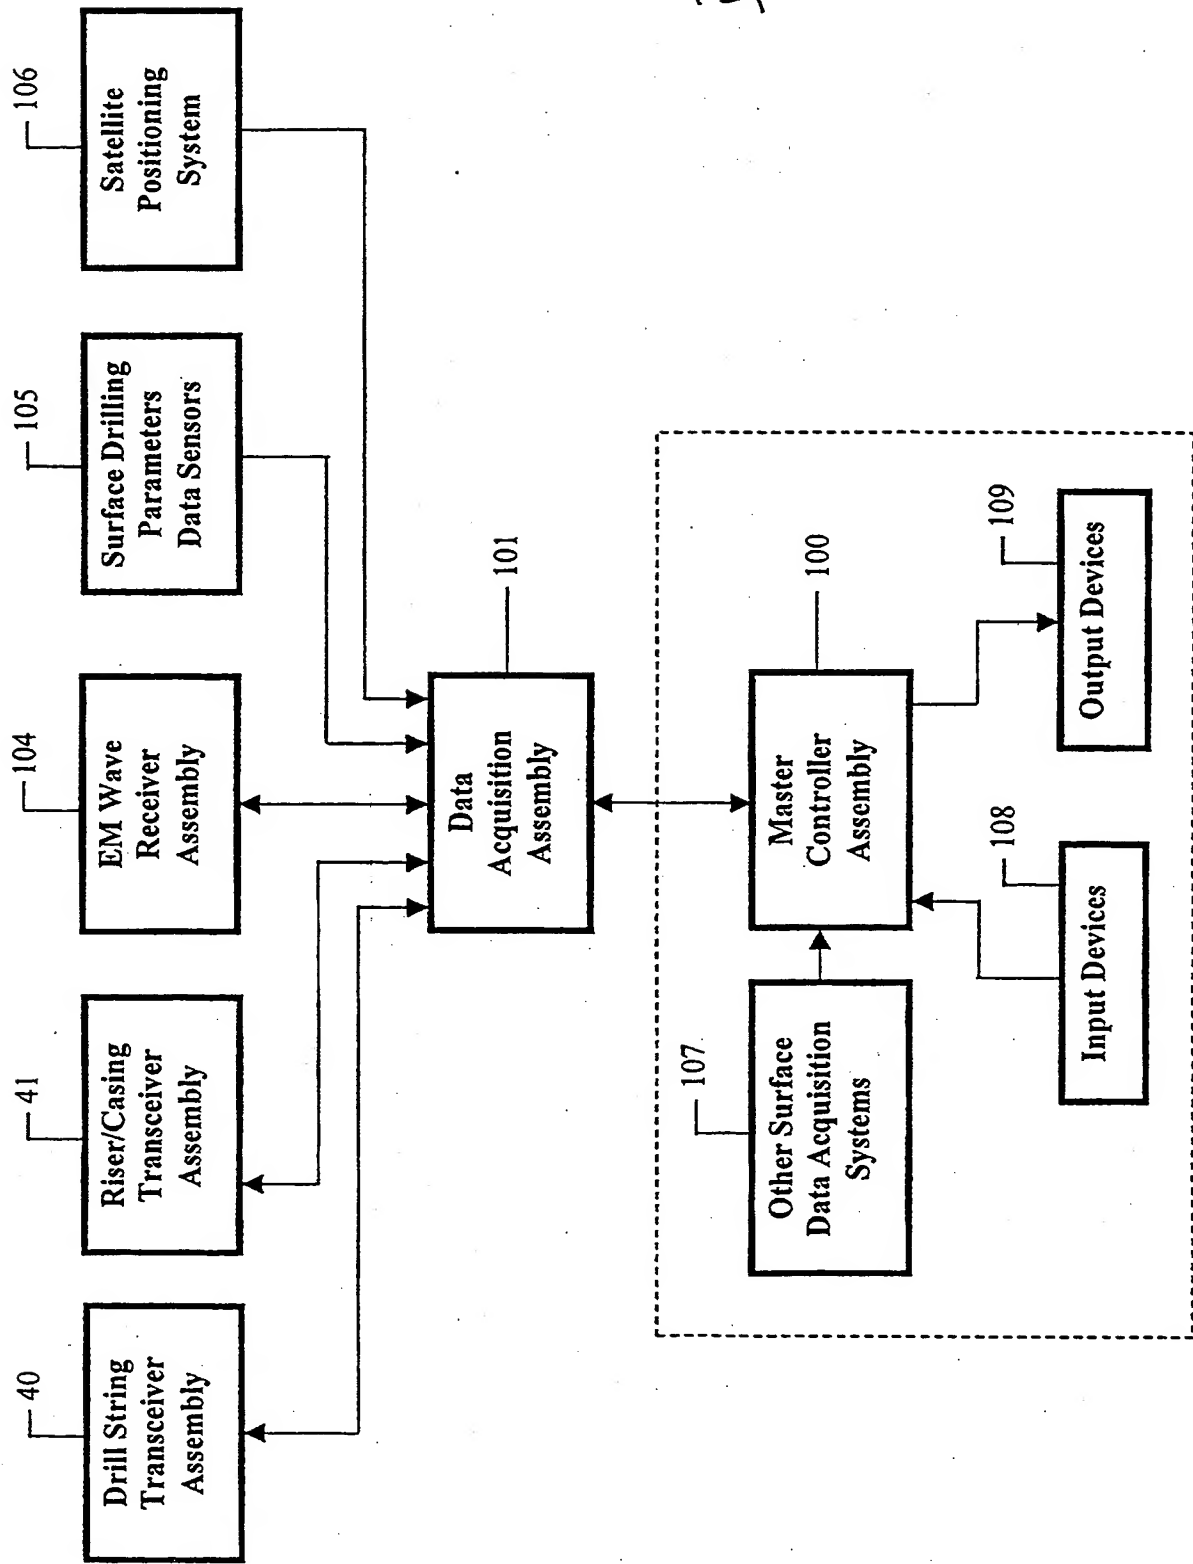 40
Drill String
Transceiver
Assembly
41
Riser/Casing
Transceiver
Assembly
104
EM Wave
Receiver
Assembly
105
Surface Drilling
Parameters
Data Sensors
106
Satellite
Positioning
System
101
Data
Acquisition
Assembly
107
Other Surface
Data Acquisition
Systems
100
Master
Controller
Assembly
108
Input Devices
109
Output Devices